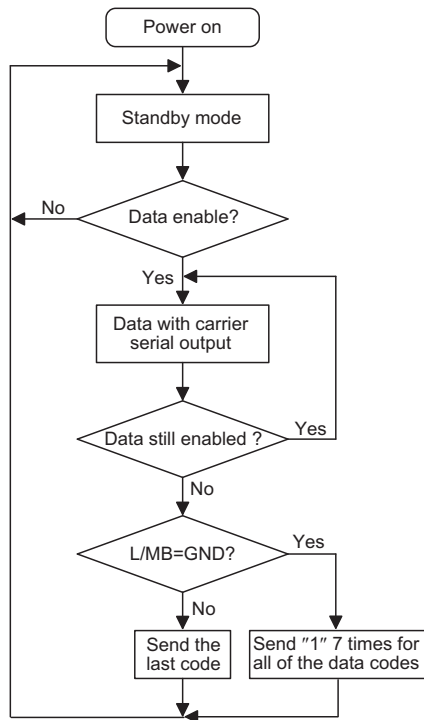 Power on
Standby mode
No
Data enable?
Yes
Data with carrier
serial output
Data still enabled ?
Yes
No
L/MB=GND?
Yes
No
Send the
last code
Send ″1″ 7 times for
all of the data codes